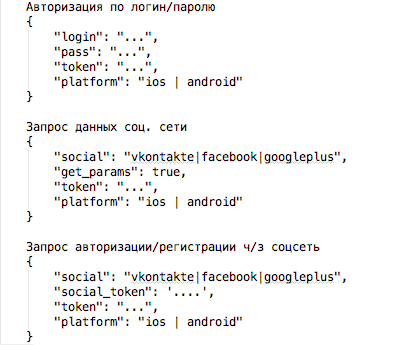 Авторизация по логин/паролю
{
    "login": "...",
    "pass": "...",
    "token": "...",
    "platform": "ios | android"
}

Запрос данных соц. сети
{
    "social": "vkontakte|facebook|googleplus",
    "get_params": true,
    "token": "...",
    "platform": "ios | android"
}

Запрос авторизации/регистрации ч/з соцсеть
{
    "social": "vkontakte|facebook|googleplus",
    "social_token": '....',
    "token": "...",
    "platform": "ios | android"
}